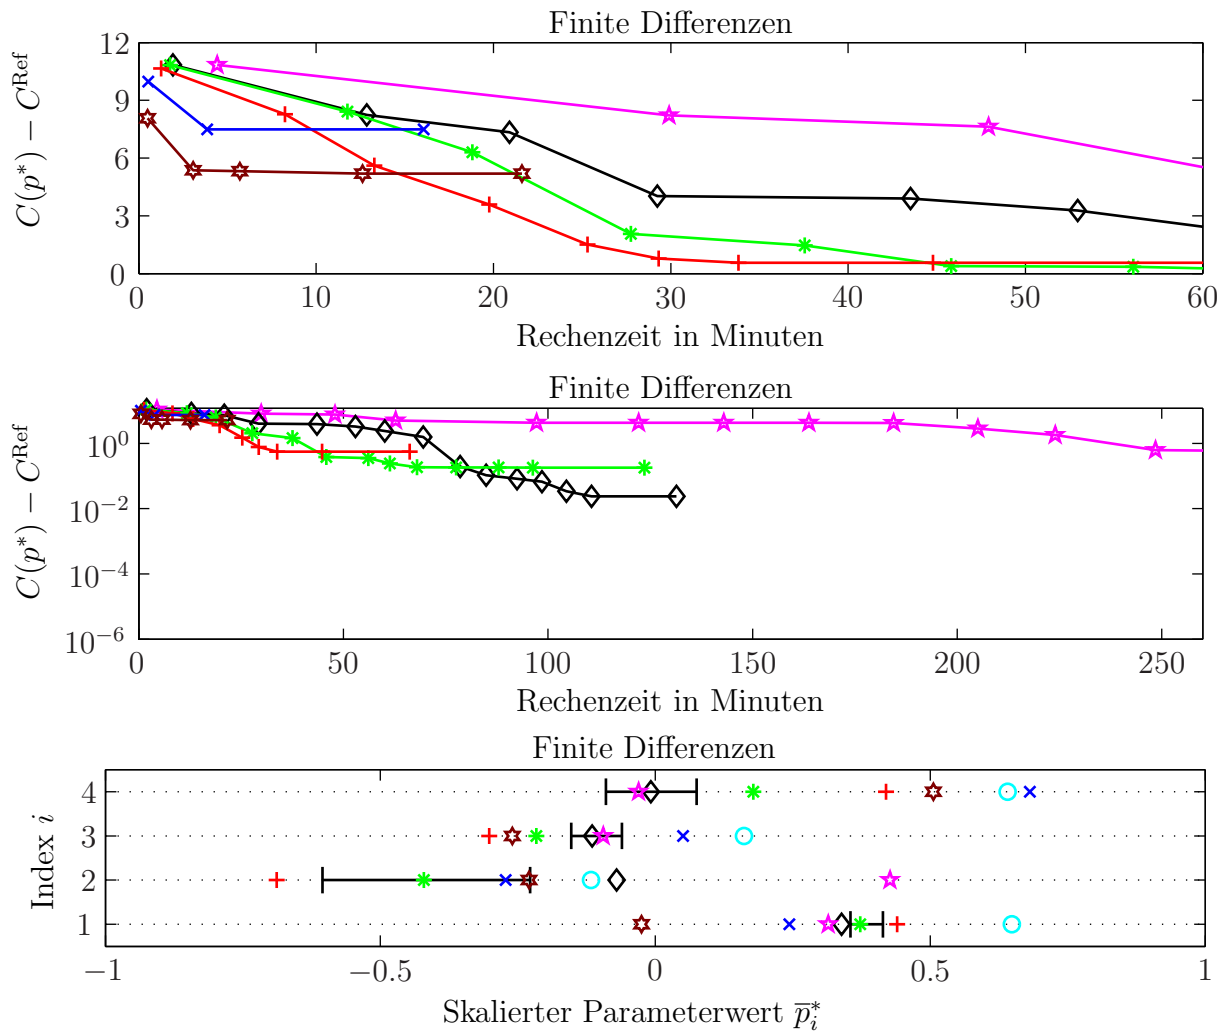 Finite Differenzen
12
9
6
3
0
C(p*) − C^Ref
0 10 20 30 40 50 60
Rechenzeit in Minuten
Finite Differenzen
10^0
10^−2
10^−4
10^−6
C(p*) − C^Ref
0 50 100 150 200 250
Rechenzeit in Minuten
Finite Differenzen
4
3
2
1
Index i
−1 −0.5 0 0.5 1
Skalierter Parameterwert p̅*_i